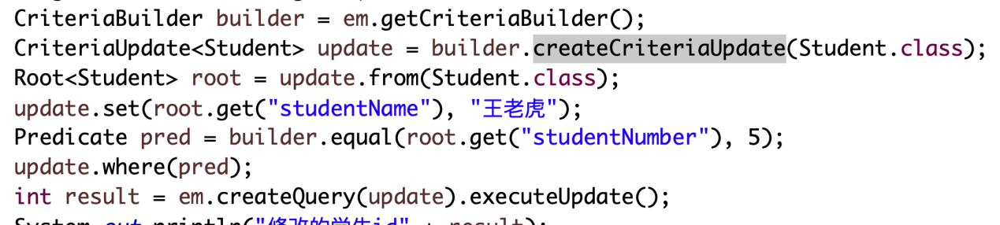 CriteriaBuilder builder = em.getCriteriaBuilder();
CriteriaUpdate<Student> update = builder.createCriteriaUpdate(Student.class);
Root<Student> root = update.from(Student.class);
update.set(root.get("studentName"), "王老虎");
Predicate pred = builder.equal(root.get("studentNumber"), 5);
update.where(pred);
int result = em.createQuery(update).executeUpdate();
System.out.println("修改的学生id" + result);